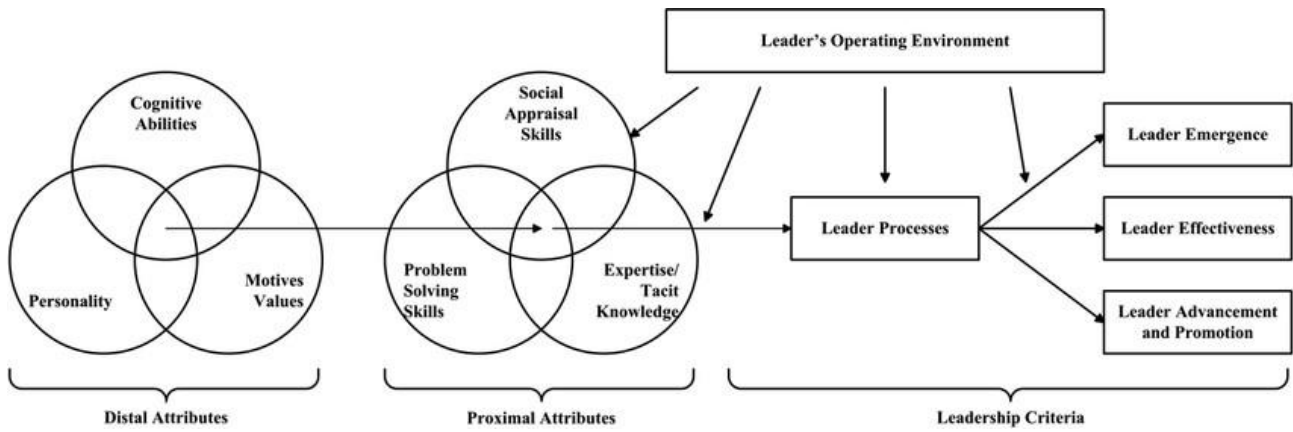 Leader's Operating Environment
Cognitive
Abilities
Social
Appraisal
Skills
Leader Emergence
Leader Processes
Leader Effectiveness
Personality
Motives
Values
Problem
Solving
Skills
Expertise/
Tacit
Knowledge
Leader Advancement
and Promotion
Distal Attributes
Proximal Attributes
Leadership Criteria